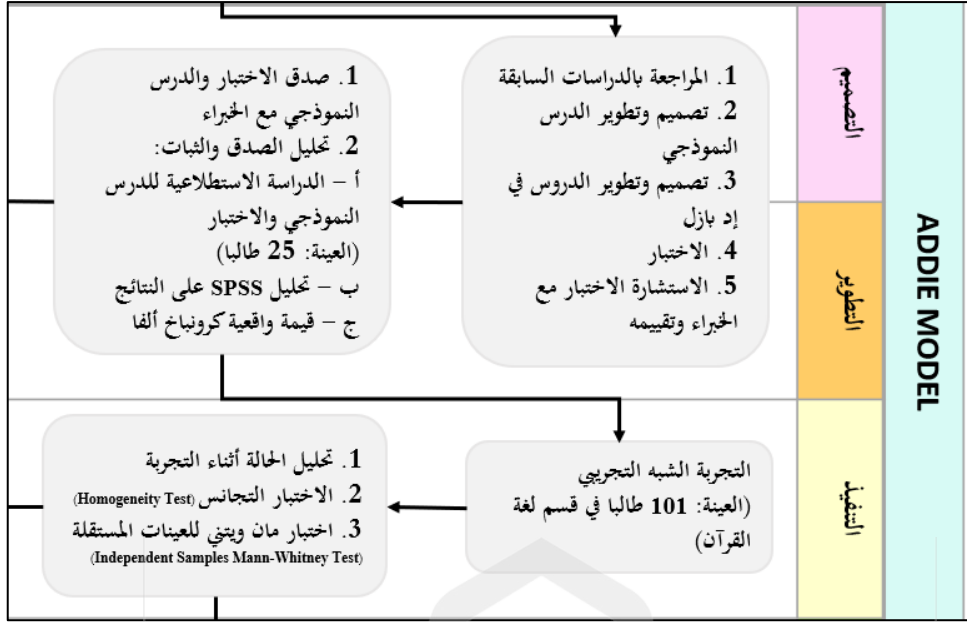 ADDIE MODEL
التصميم
1. المراجعة بالدراسات السابقة
2. تصميم وتطوير الدرس
النموذجي
3. تصميم وتطوير الدروس في
إد بازل
4. الاختبار
5. الاستشارة الاختبار مع
الخبراء وتقييمه
1. صدق الاختبار والدرس
النموذجي مع الخبراء
2. تحليل الصدق والثبات:
أ – الدراسة الاستطلاعية للدرس
النموذجي والاختبار
(العينة: 25 طالبا)
ب – تحليل SPSS على النتائج
ج – قيمة واقعية كرونباخ ألفا
التطوير
التنفيذ
التجربة الشبه التجريبي
(العينة: 101 طالبا في قسم لغة
القرآن)
1. تحليل الحالة أثناء التجربة
2. الاختبار التجانس (Homogeneity Test)
3. اختبار مان ويتني للعينات المستقلة
(Independent Samples Mann-Whitney Test)